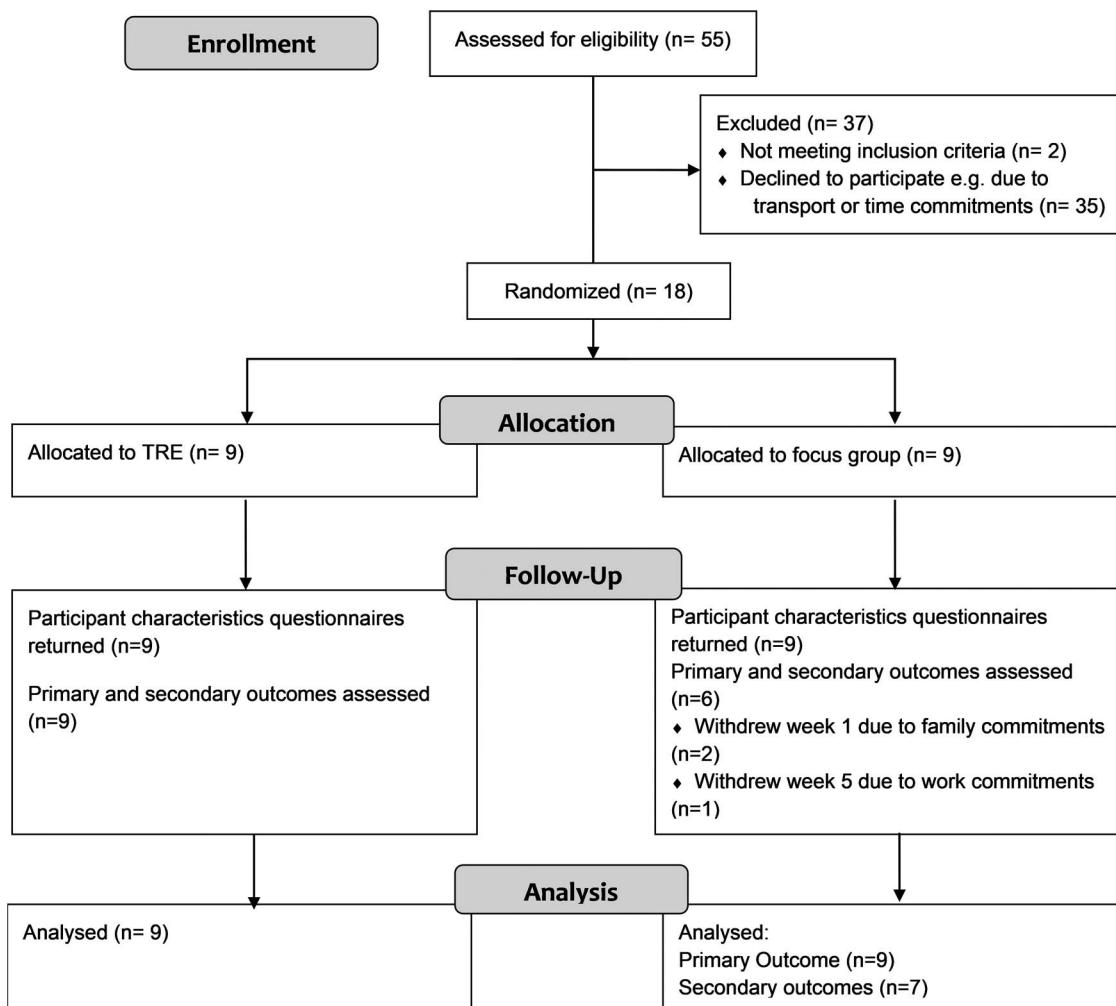 Enrollment
Assessed for eligibility (n= 55)
Excluded (n= 37)
♦ Not meeting inclusion criteria (n= 2)
♦ Declined to participate e.g. due to
transport or time commitments (n= 35)
Randomized (n= 18)
Allocation
Allocated to TRE (n= 9)
Allocated to focus group (n= 9)
Follow-Up
Participant characteristics questionnaires
returned (n=9)
Primary and secondary outcomes assessed
(n=9)
Participant characteristics questionnaires
returned (n=9)
Primary and secondary outcomes assessed
(n=6)
♦ Withdrew week 1 due to family commitments
(n=2)
♦ Withdrew week 5 due to work commitments
(n=1)
Analysis
Analysed (n= 9)
Analysed:
Primary Outcome (n=9)
Secondary outcomes (n=7)